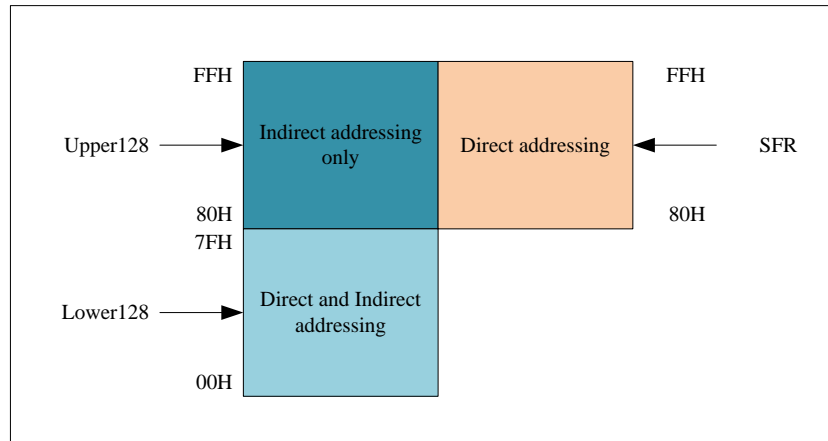 FFH
FFH
Upper128
Indirect addressing
only
Direct addressing
SFR
80H
80H
7FH
Lower128
Direct and Indirect
addressing
00H